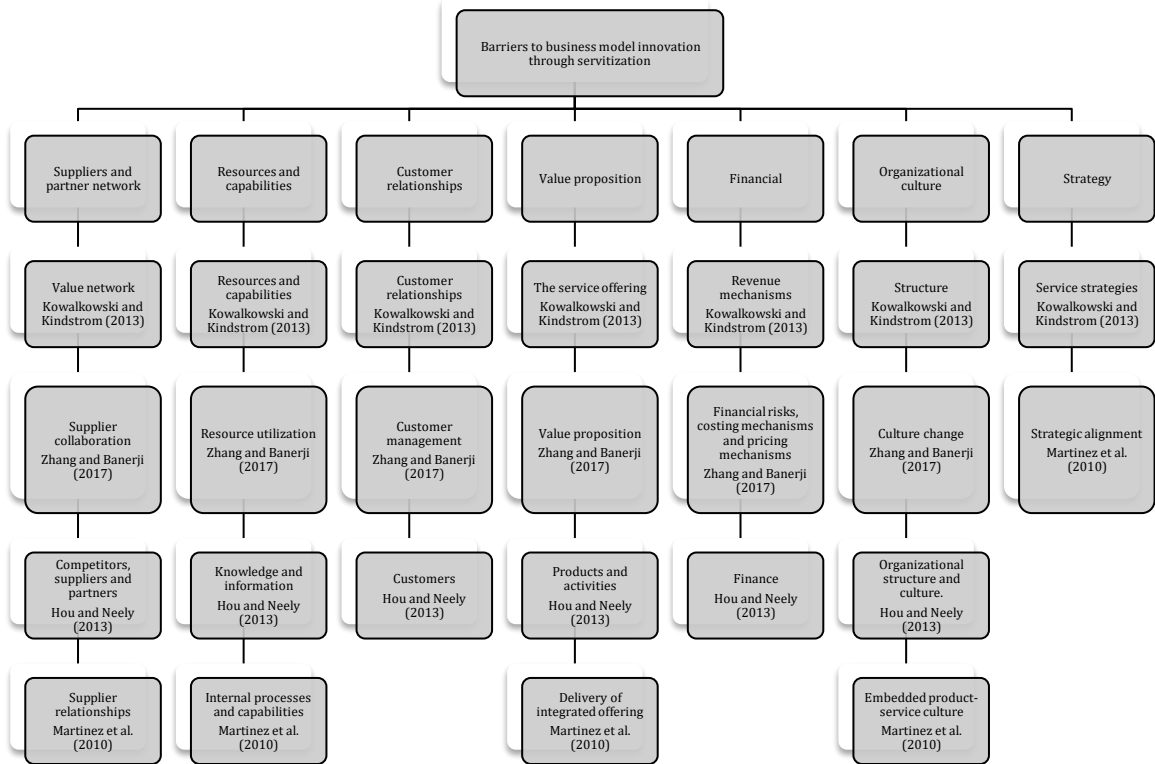 Barriers to business model innovation
through servitization
Suppliers and
partner network
Resources and
capabilities
Customer
relationships
Value proposition
Financial
Organizational
culture
Strategy
Value network
Kowalkowski and
Kindstrom (2013)
Resources and
capabilities
Kowalkowski and
Kindstrom (2013)
Customer
relationships
Kowalkowski and
Kindstrom (2013)
The service offering
Kowalkowski and
Kindstrom (2013)
Revenue
mechanisms
Kowalkowski and
Kindstrom (2013)
Structure
Kowalkowski and
Kindstrom (2013)
Service strategies
Kowalkowski and
Kindstrom (2013)
Supplier
collaboration
Zhang and Banerji
(2017)
Resource utilization
Zhang and Banerji
(2017)
Customer
management
Zhang and Banerji
(2017)
Value proposition
Zhang and Banerji
(2017)
Financial risks,
costing mechanisms
and pricing
mechanisms
Zhang and Banerji
(2017)
Culture change
Zhang and Banerji
(2017)
Strategic alignment
Martinez et al.
(2010)
Competitors,
suppliers and
partners
Hou and Neely
(2013)
Knowledge and
information
Hou and Neely
(2013)
Customers
Hou and Neely
(2013)
Products and
activities
Hou and Neely
(2013)
Finance
Hou and Neely
(2013)
Organizational
structure and
culture.
Hou and Neely
(2013)
Supplier
relationships
Martinez et al.
(2010)
Internal processes
and capabilities
Martinez et al.
(2010)
Delivery of
integrated offering
Martinez et al.
(2010)
Embedded product-
service culture
Martinez et al.
(2010)